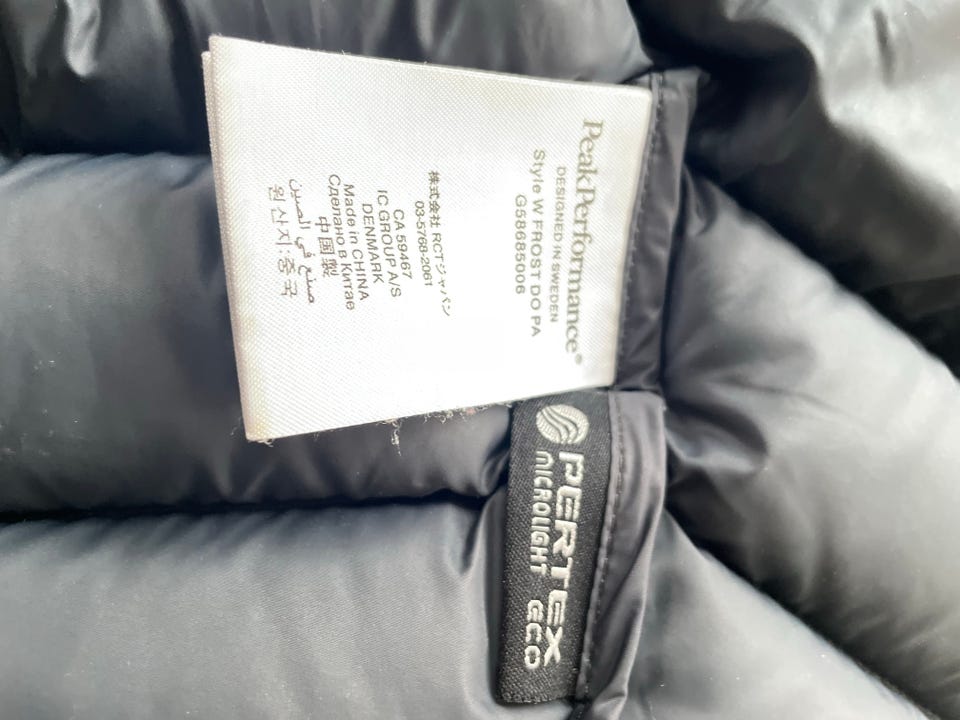 PeakPerformance®
DESIGNED IN SWEDEN
Style W FROST DO PA
G58685006
株式会社 RCTジャパン
03-5768-2061
CA 59467
IC GROUP A/S
DENMARK
Made in CHINA
Сделано в Китае
中国製
صنع في الصين
원산지: 중국
PERTEX
MICROLIGHT ECO